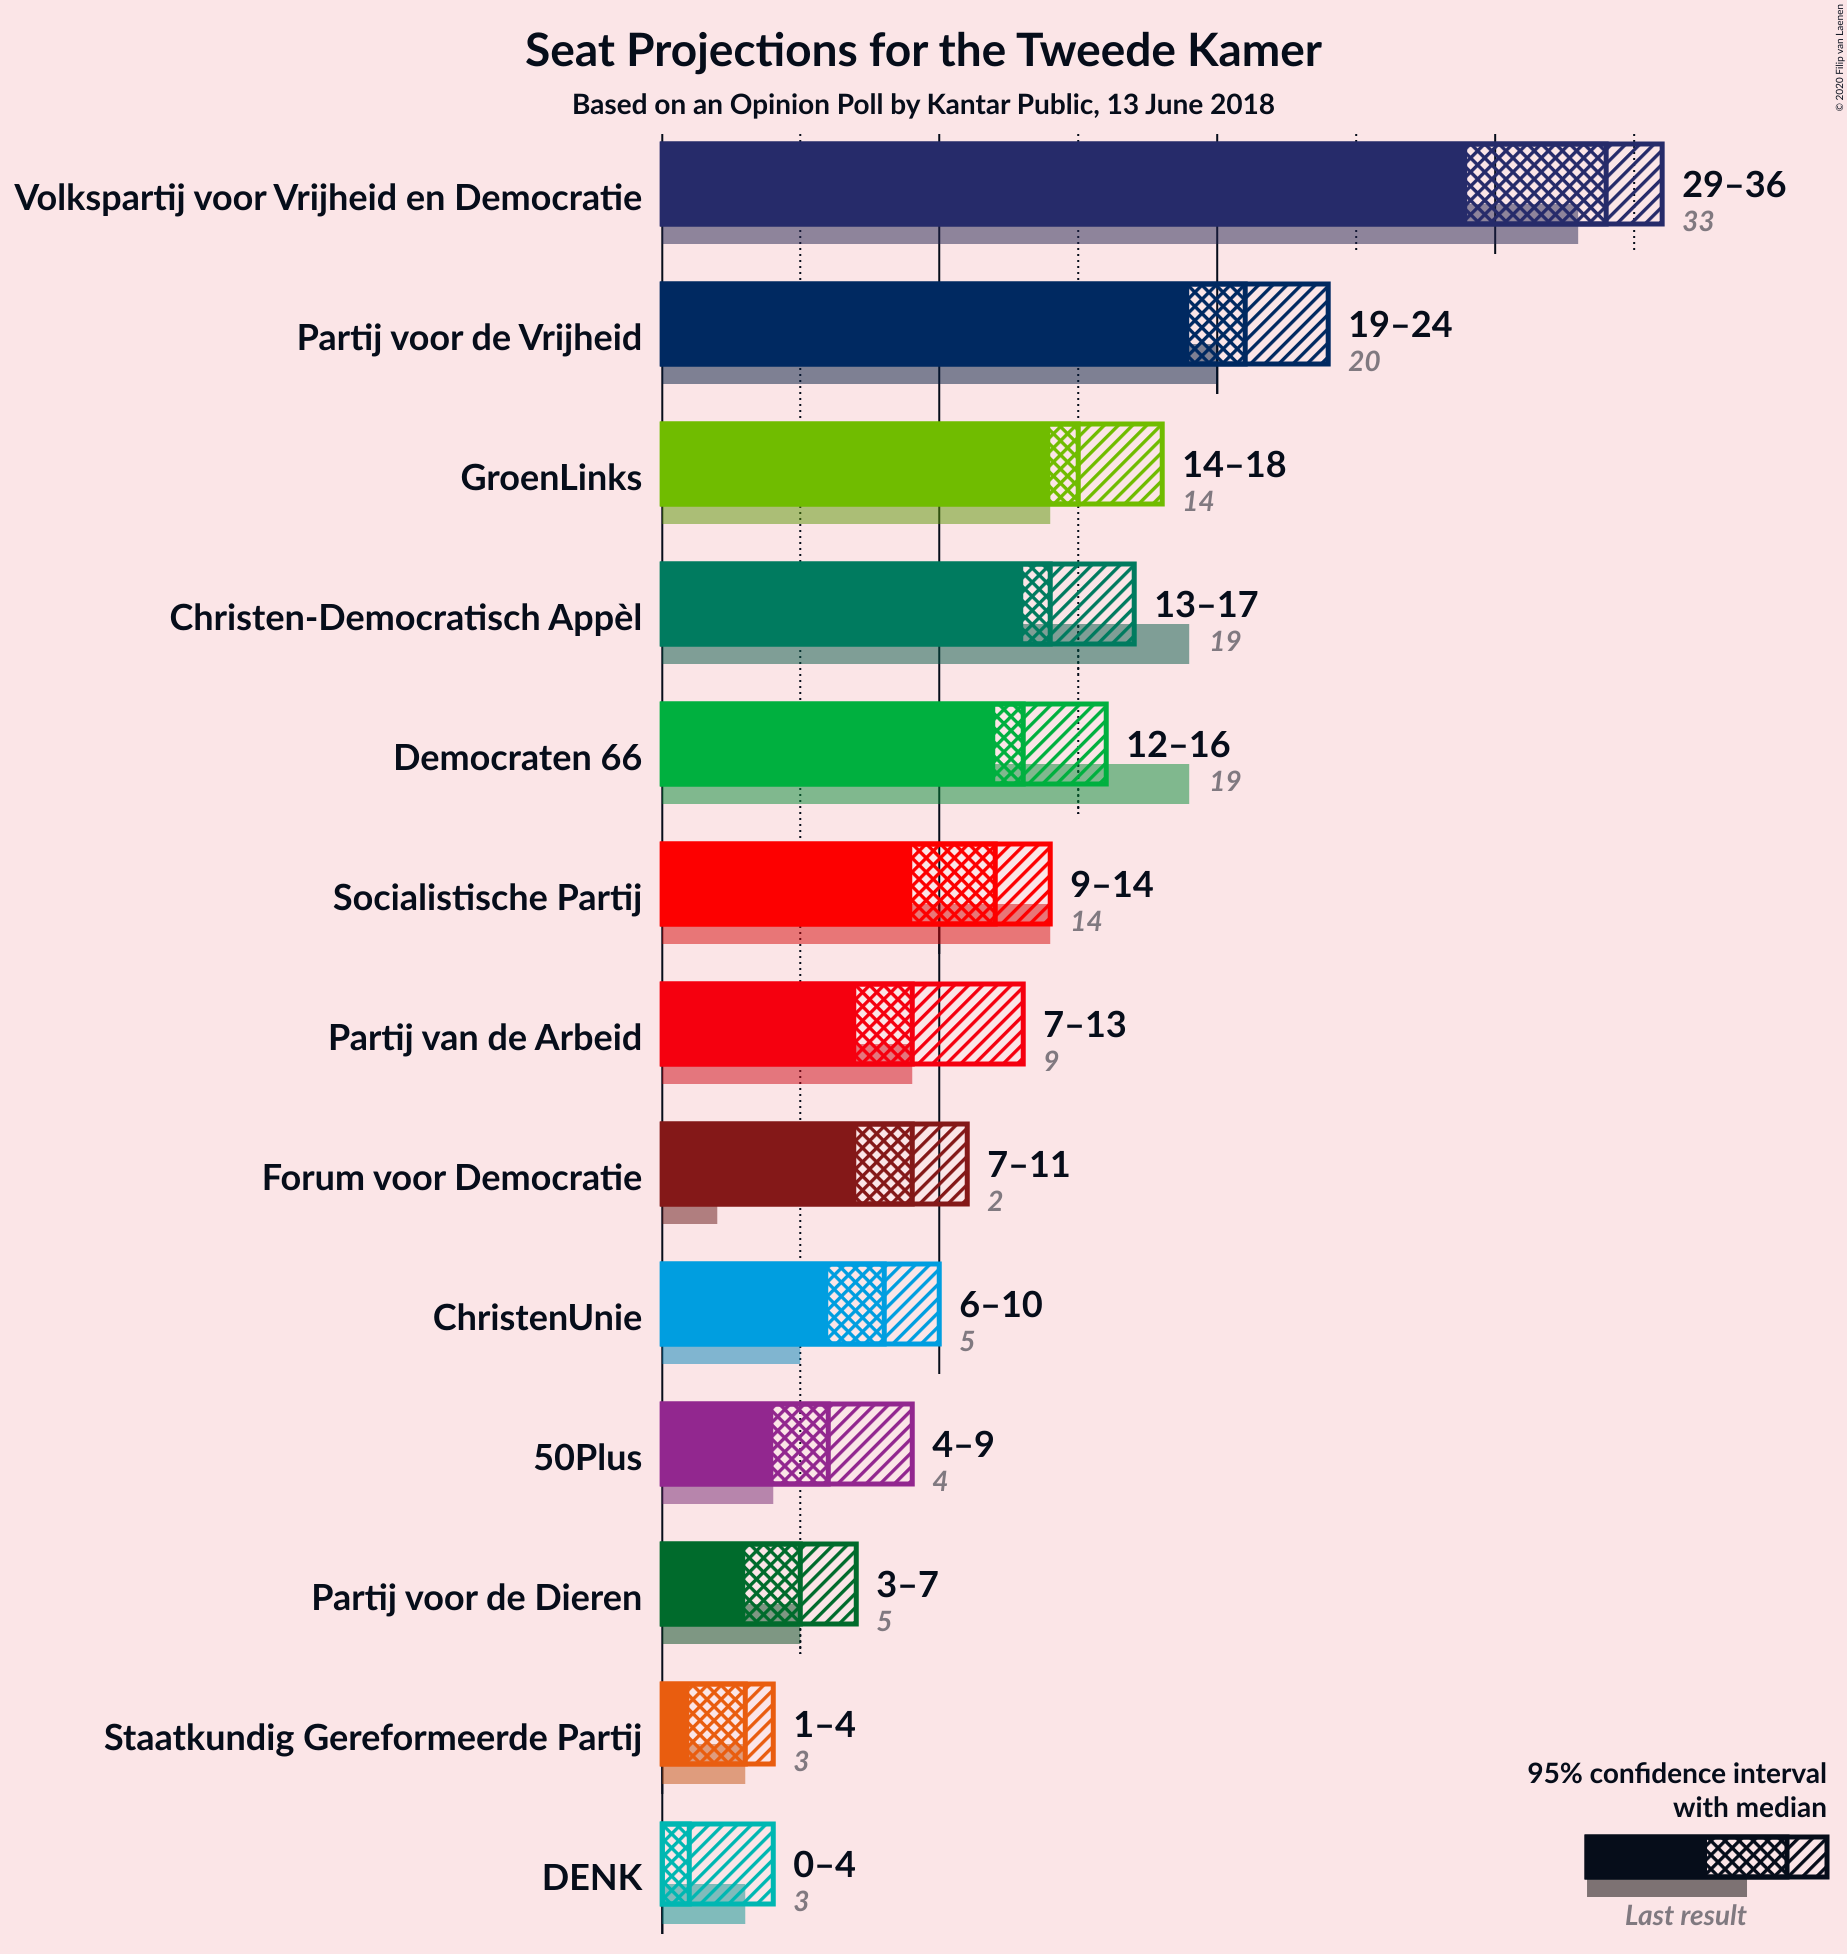 Seat Projections for the Tweede Kamer
Based on an Opinion Poll by Kantar Public, 13 June 2018
© 2020 Filip van Laenen
Volkspartij voor Vrijheid en Democratie
29–36
33
Partij voor de Vrijheid
19–24
20
GroenLinks
14–18
14
Christen-Democratisch Appèl
13–17
19
Democraten 66
12–16
19
Socialistische Partij
9–14
14
Partij van de Arbeid
7–13
9
Forum voor Democratie
7–11
2
ChristenUnie
6–10
5
50Plus
4–9
4
Partij voor de Dieren
3–7
5
Staatkundig Gereformeerde Partij
1–4
3
DENK
0–4
3
95% confidence interval
with median
Last result